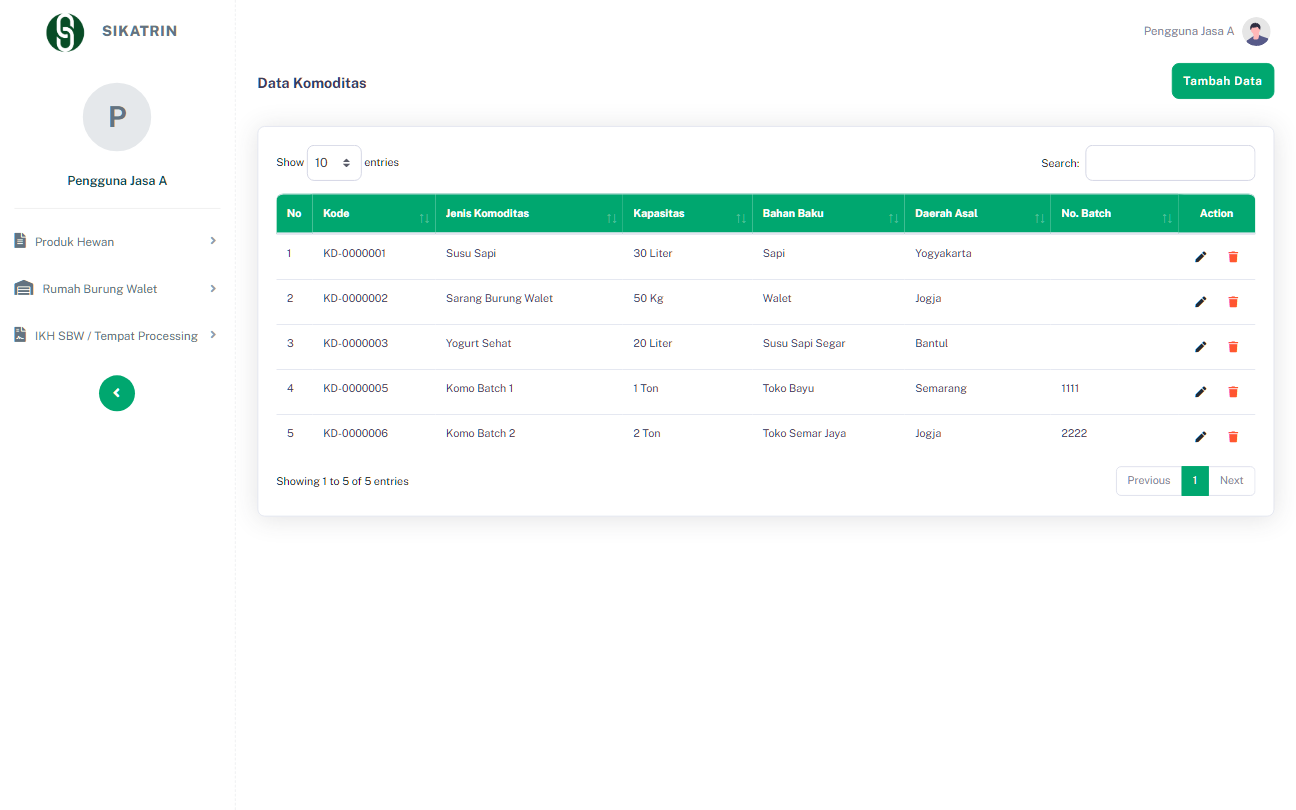 SIKATRIN
Pengguna Jasa A
P
Pengguna Jasa A
Produk Hewan
Rumah Burung Walet
IKH SBW / Tempat Processing
Data Komoditas
Tambah Data
Show 10 entries
Search:
No Kode Jenis Komoditas Kapasitas Bahan Baku Daerah Asal No. Batch Action
1 KD-0000001 Susu Sapi 30 Liter Sapi Yogyakarta
2 KD-0000002 Sarang Burung Walet 50 Kg Walet Jogja
3 KD-0000003 Yogurt Sehat 20 Liter Susu Sapi Segar Bantul
4 KD-0000005 Komo Batch 1 1 Ton Toko Bayu Semarang 1111
5 KD-0000006 Komo Batch 2 2 Ton Toko Semar Jaya Jogja 2222
Showing 1 to 5 of 5 entries
Previous 1 Next